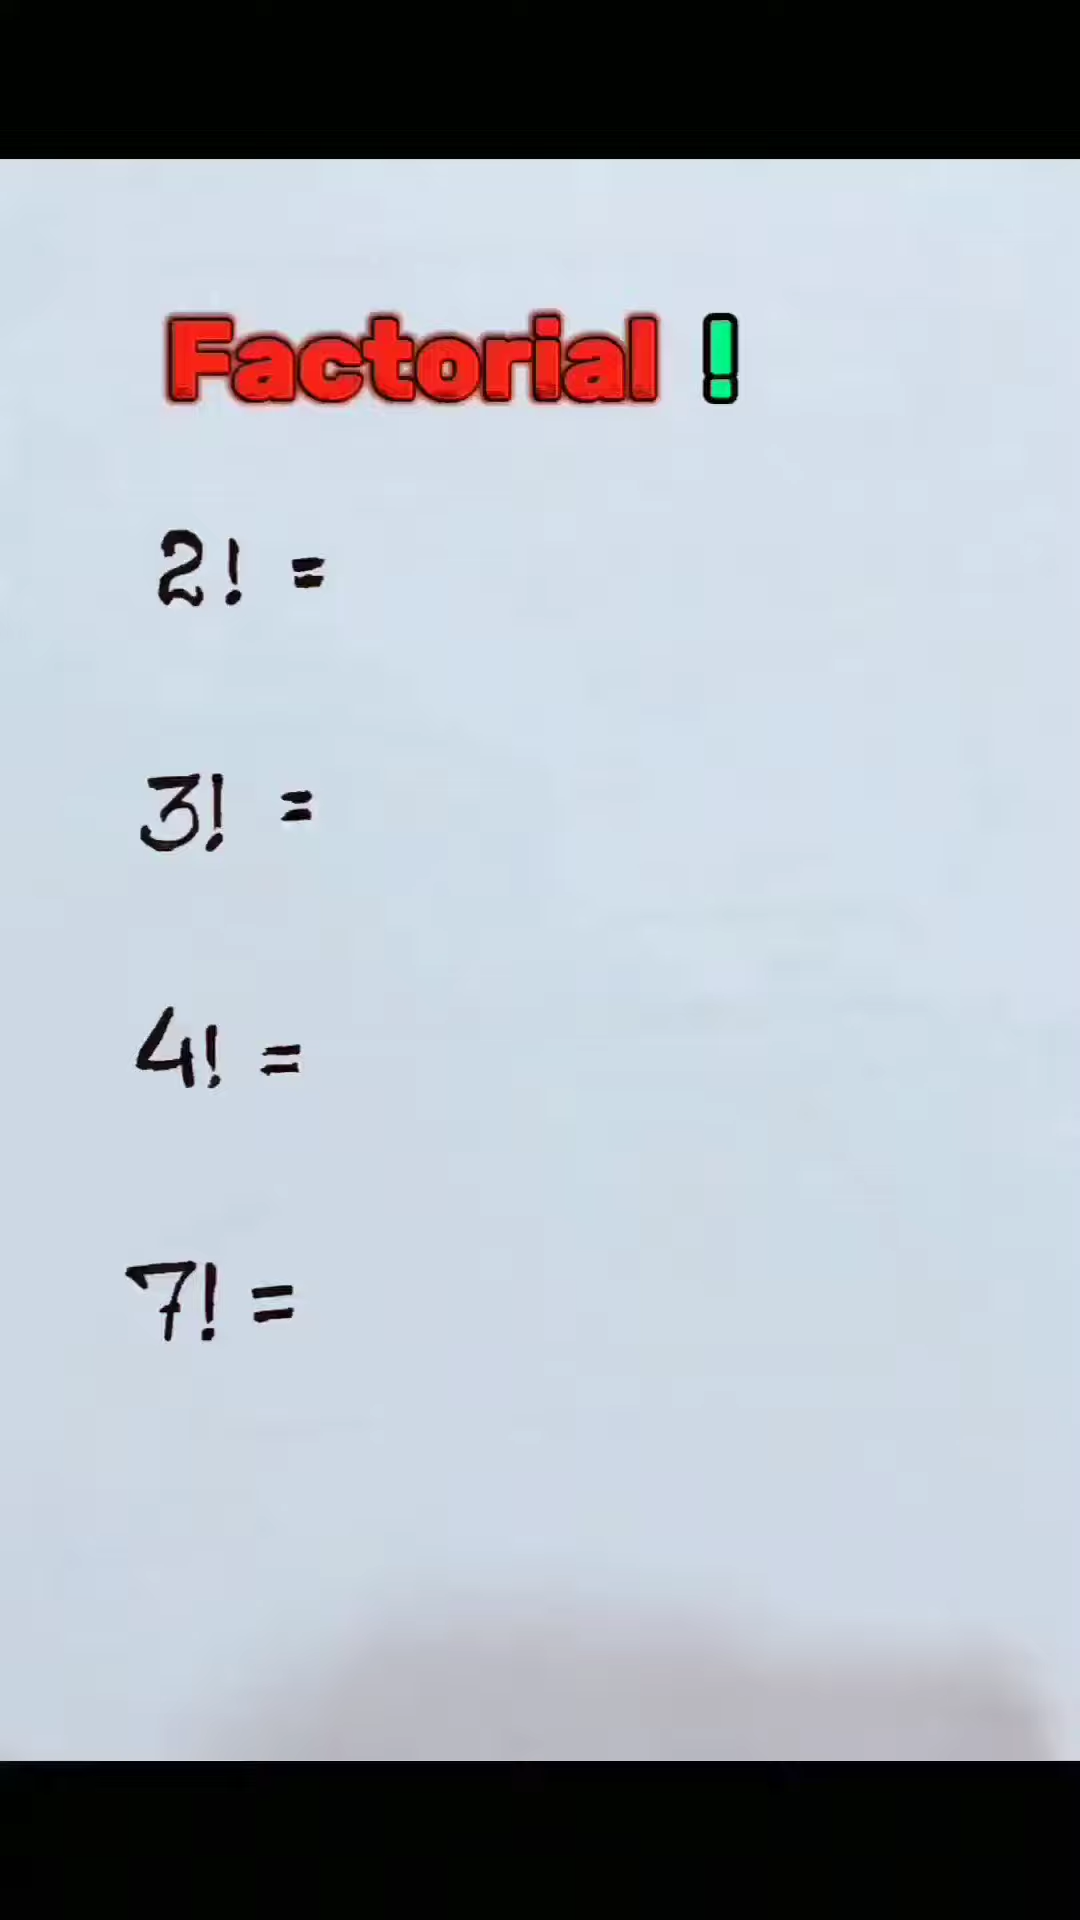 Factorial !
2! =
3! =
4! =
7! =